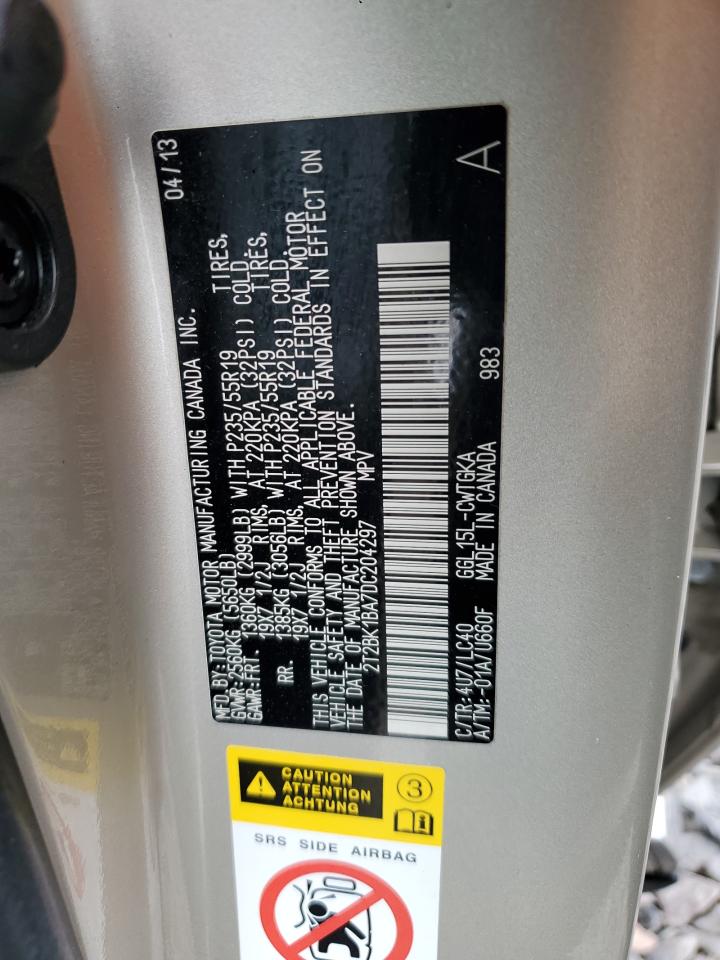 MFD. BY: TOYOTA MOTOR MANUFACTURING CANADA INC. 04/13
GVWR: 2560KG (5650LB)
GAWR: FRT. 1360KG (2999LB) WITH P235/55R19 TIRES,
19X7 1/2J RIMS, AT 220KPA (32PSI) COLD.
RR. 1385KG (3056LB) WITH P235/55R19 TIRES,
19X7 1/2J RIMS, AT 220KPA (32PSI) COLD.
THIS VEHICLE CONFORMS TO ALL APPLICABLE FEDERAL MOTOR
VEHICLE SAFETY AND THEFT PREVENTION STANDARDS IN EFFECT ON
THE DATE OF MANUFACTURE SHOWN ABOVE.
2T2BK1BA7DC204297 MPV
C/TR: 4U7/LC40 GGL15L-CWTGKA 983 A
A/TM: -01A/U660F MADE IN CANADA
CAUTION
ATTENTION
ACHTUNG
3
SRS SIDE AIRBAG